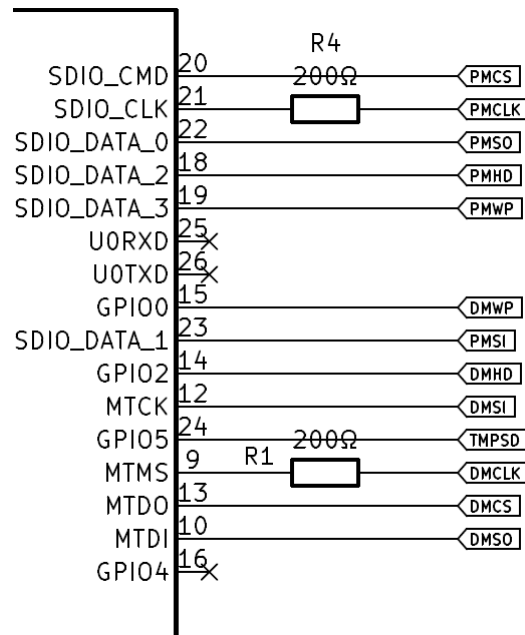 R4
SDIO_CMD 20 200Ω PMCS
SDIO_CLK 21 PMCLK
SDIO_DATA_0 22 PMSO
SDIO_DATA_2 18 PMHD
SDIO_DATA_3 19 PMWP
U0RXD 25
U0TXD 26
GPIO0 15 DMWP
SDIO_DATA_1 23 PMSI
GPIO2 14 DMHD
MTCK 12 DMSI
GPIO5 24 200Ω TMPSD
MTMS 9 R1 DMCLK
MTDO 13 DMCS
MTDI 10 DMSO
GPIO4 16